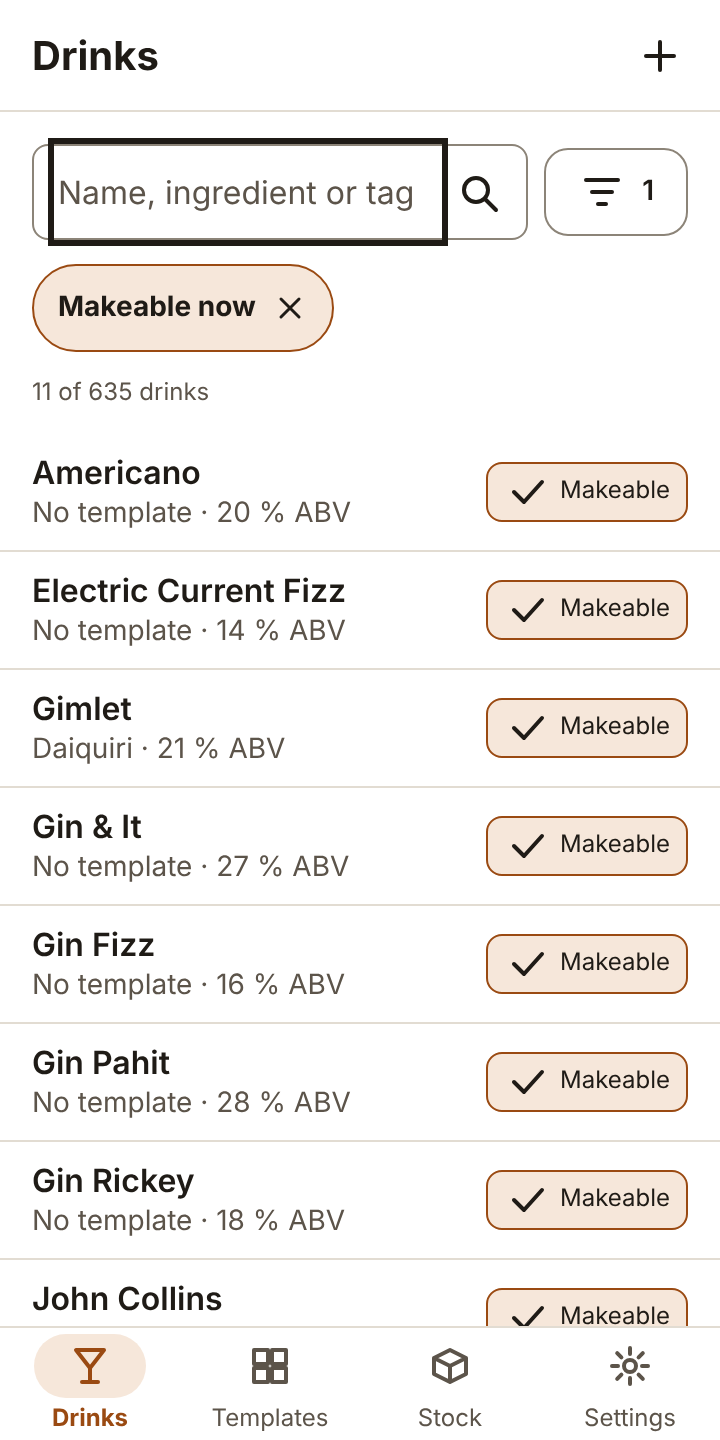 Drinks
Name, ingredient or tag
1
Makeable now
11 of 635 drinks
Americano
No template · 20 % ABV
Makeable
Electric Current Fizz
No template · 14 % ABV
Makeable
Gimlet
Daiquiri · 21 % ABV
Makeable
Gin & It
No template · 27 % ABV
Makeable
Gin Fizz
No template · 16 % ABV
Makeable
Gin Pahit
No template · 28 % ABV
Makeable
Gin Rickey
No template · 18 % ABV
Makeable
John Collins
Makeable
Drinks
Templates
Stock
Settings